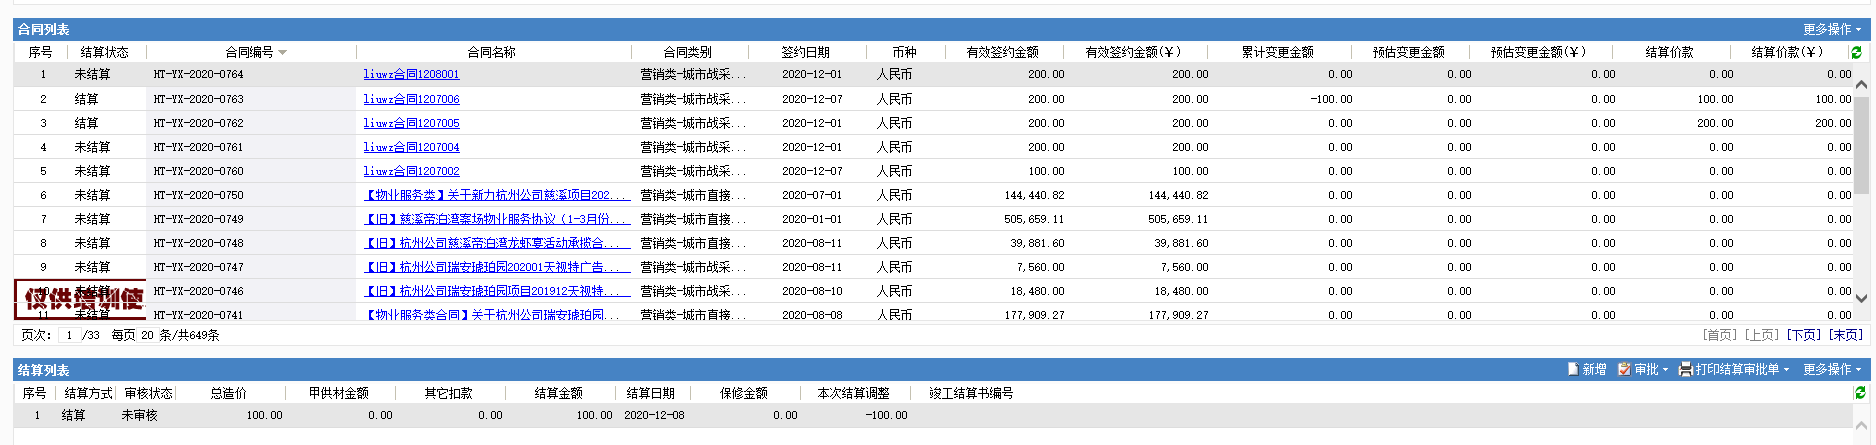 合同列表 更多操作
序号 结算状态 合同编号 合同名称 合同类别 签约日期 币种 有效签约金额 有效签约金额(¥) 累计变更金额 预估变更金额 预估变更金额(¥) 结算价款 结算价款(¥)
1 未结算 HT-YX-2020-0764 liuwz合同1208001 营销类-城市战采... 2020-12-01 人民币 200.00 200.00 0.00 0.00 0.00 0.00 0.00
2 结算 HT-YX-2020-0763 liuwz合同1207006 营销类-城市战采... 2020-12-07 人民币 200.00 200.00 -100.00 0.00 0.00 100.00 100.00
3 结算 HT-YX-2020-0762 liuwz合同1207005 营销类-城市战采... 2020-12-01 人民币 200.00 200.00 0.00 0.00 0.00 200.00 200.00
4 未结算 HT-YX-2020-0761 liuwz合同1207004 营销类-城市战采... 2020-12-01 人民币 200.00 200.00 0.00 0.00 0.00 0.00 0.00
5 未结算 HT-YX-2020-0760 liuwz合同1207002 营销类-城市战采... 2020-12-07 人民币 100.00 100.00 0.00 0.00 0.00 0.00 0.00
6 未结算 HT-YX-2020-0750 【物业服务类】关于新力杭州公司慈溪项目202... 营销类-城市直接... 2020-07-01 人民币 144,440.82 144,440.82 0.00 0.00 0.00 0.00 0.00
7 未结算 HT-YX-2020-0749 【旧】慈溪帝泊湾案场物业服务协议（1-3月份... 营销类-城市直接... 2020-01-01 人民币 505,659.11 505,659.11 0.00 0.00 0.00 0.00 0.00
8 未结算 HT-YX-2020-0748 【旧】杭州公司慈溪帝泊湾龙虾宴活动承揽合... 营销类-城市直接... 2020-08-11 人民币 39,881.60 39,881.60 0.00 0.00 0.00 0.00 0.00
9 未结算 HT-YX-2020-0747 【旧】杭州公司瑞安琥珀园202001天视特广告... 营销类-城市战采... 2020-08-11 人民币 7,560.00 7,560.00 0.00 0.00 0.00 0.00 0.00
10 未结算 HT-YX-2020-0746 【旧】杭州公司瑞安琥珀园项目201912天视特... 营销类-城市战采... 2020-08-10 人民币 18,480.00 18,480.00 0.00 0.00 0.00 0.00 0.00
仅供培训使
11 未结算 HT-YX-2020-0741 【物业服务类合同】关于杭州公司瑞安琥珀园... 营销类-城市直接... 2020-08-08 人民币 177,909.27 177,909.27 0.00 0.00 0.00 0.00 0.00
页次: 1 /33 每页 20 条/共649条 [首页] [上页] [下页] [末页]
结算列表 新增 审批 打印结算审批单 更多操作
序号 结算方式 审核状态 总造价 甲供材金额 其它扣款 结算金额 结算日期 保修金额 本次结算调整 竣工结算书编号
1 结算 未审核 100.00 0.00 0.00 100.00 2020-12-08 0.00 -100.00